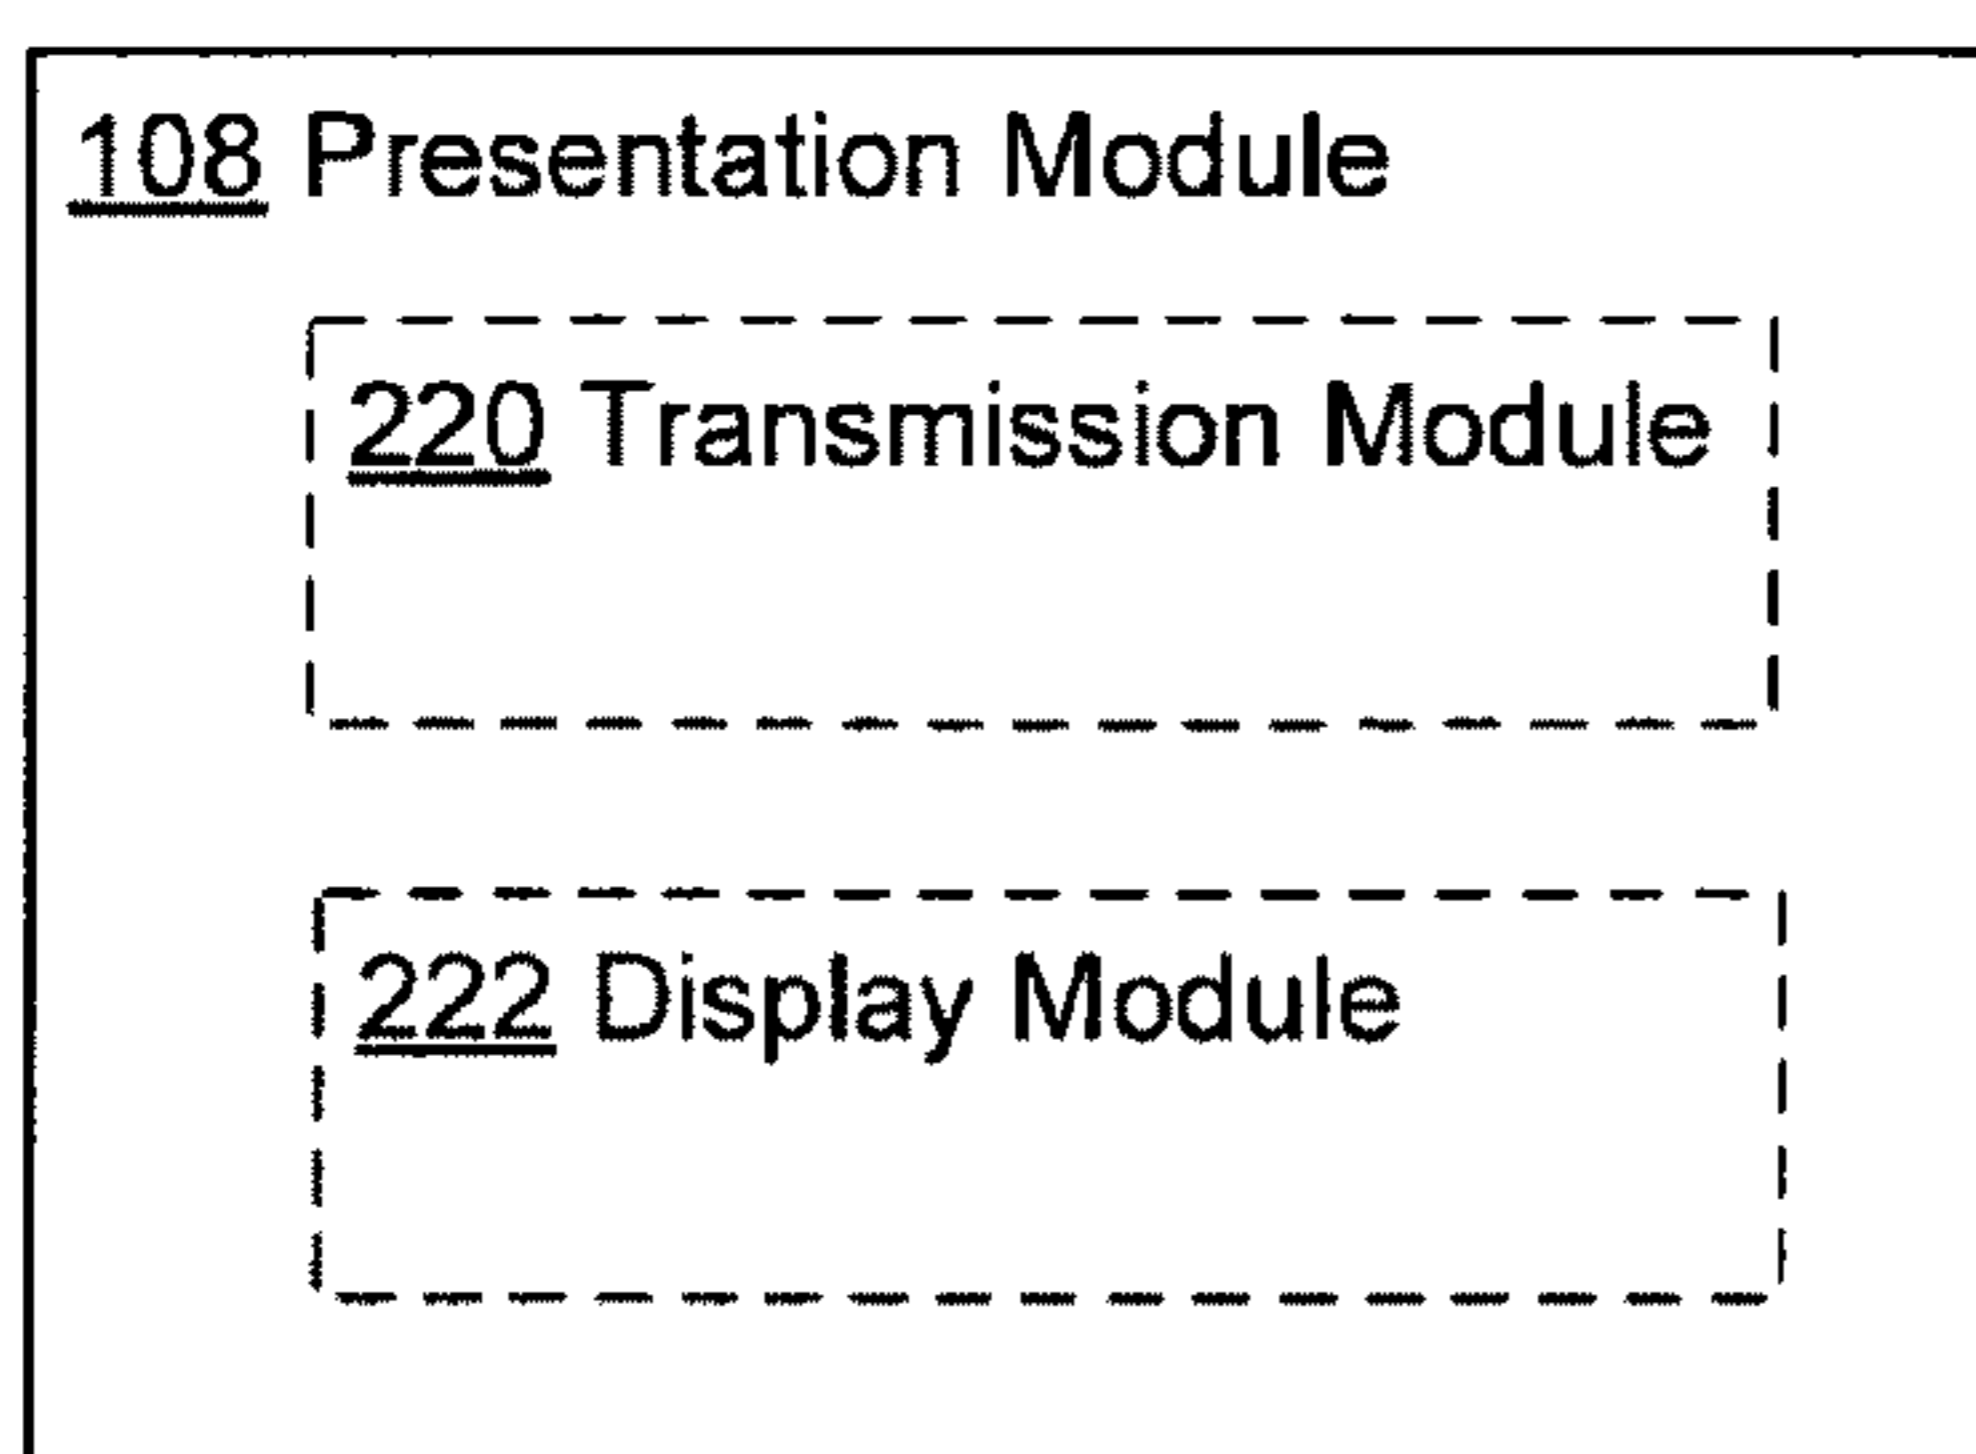 108 Presentation Module
220 Transmission Module
222 Display Module